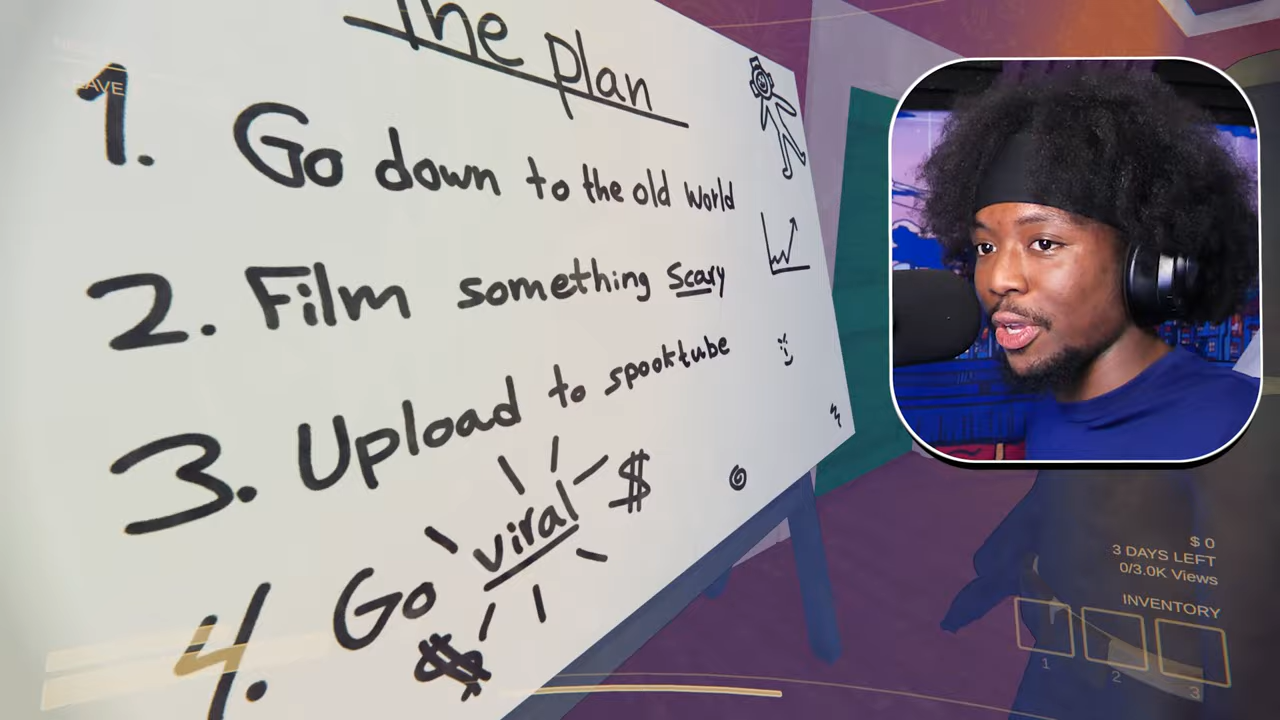 The plan
1. Go down to the old world
2. Film something scary
3. Upload to spooktube
4. Go viral $
$
$ 0
3 DAYS LEFT
0/3.0K Views
INVENTORY
1 2 3